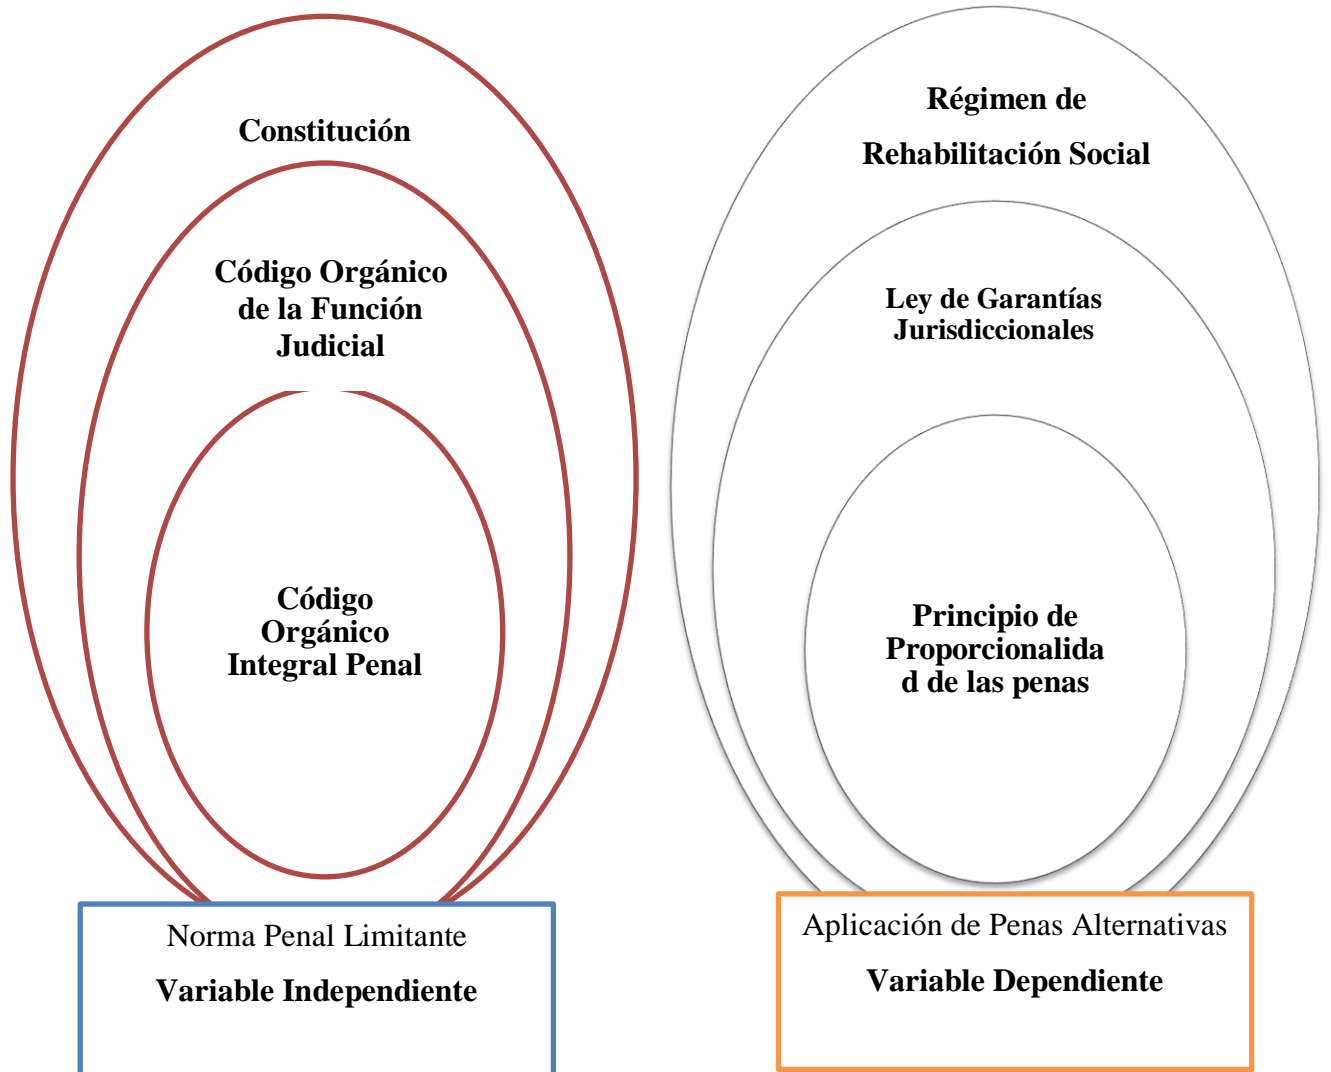 Constitución
Código Orgánico
de la Función
Judicial
Código
Orgánico
Integral Penal
Norma Penal Limitante
Variable Independiente
Régimen de
Rehabilitación Social
Ley de Garantías
Jurisdiccionales
Principio de
Proporcionalida
d de las penas
Aplicación de Penas Alternativas
Variable Dependiente